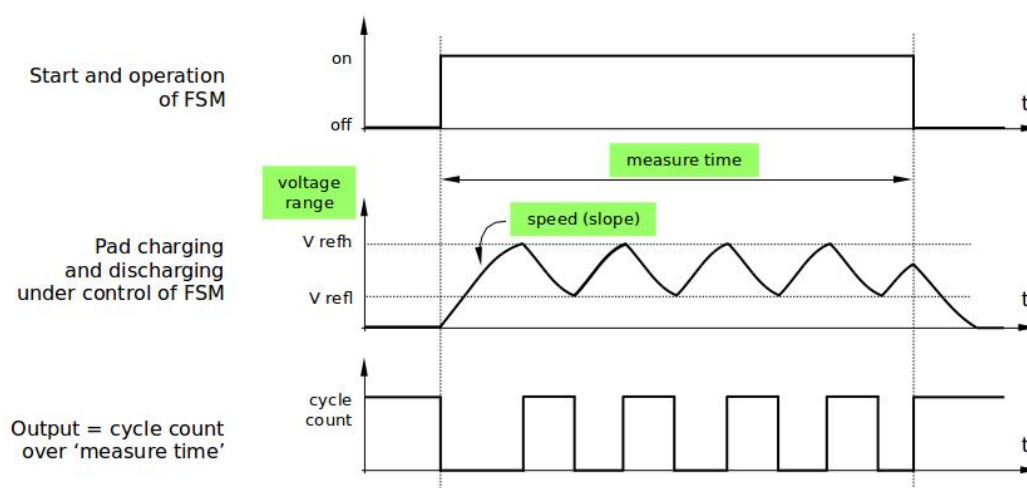 Start and operation
of FSM
on
off
t
measure time
voltage
range
speed (slope)
Pad charging
and discharging
under control of FSM
V refh
V refl
t
Output = cycle count
over ‘measure time’
cycle
count
t